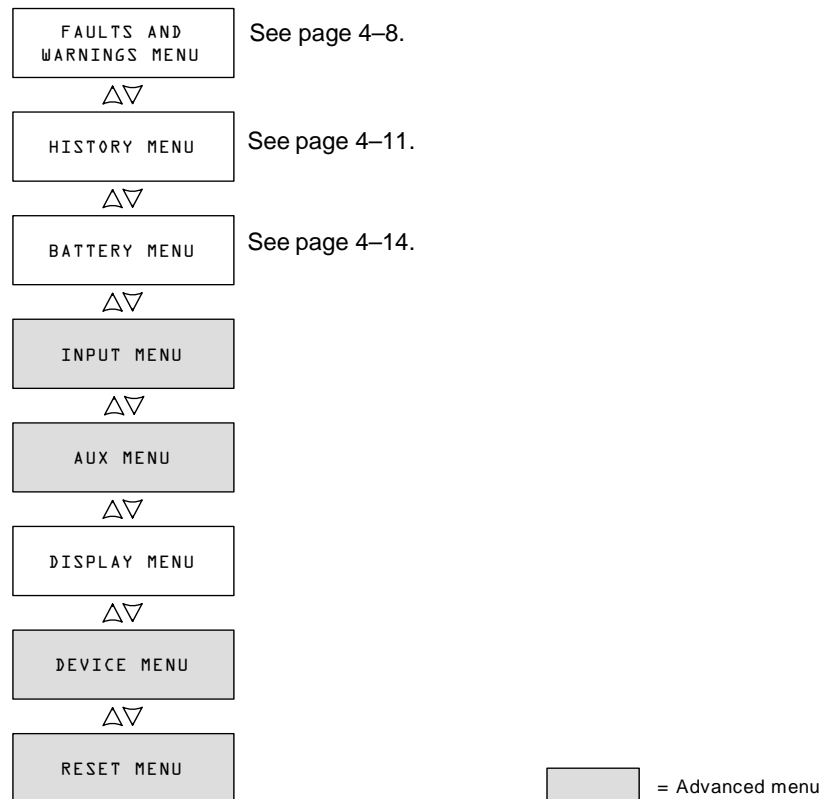 FAULTS AND
WARNINGS MENU
See page 4–8.
HISTORY MENU
See page 4–11.
BATTERY MENU
See page 4–14.
INPUT MENU
AUX MENU
DISPLAY MENU
DEVICE MENU
RESET MENU
= Advanced menu